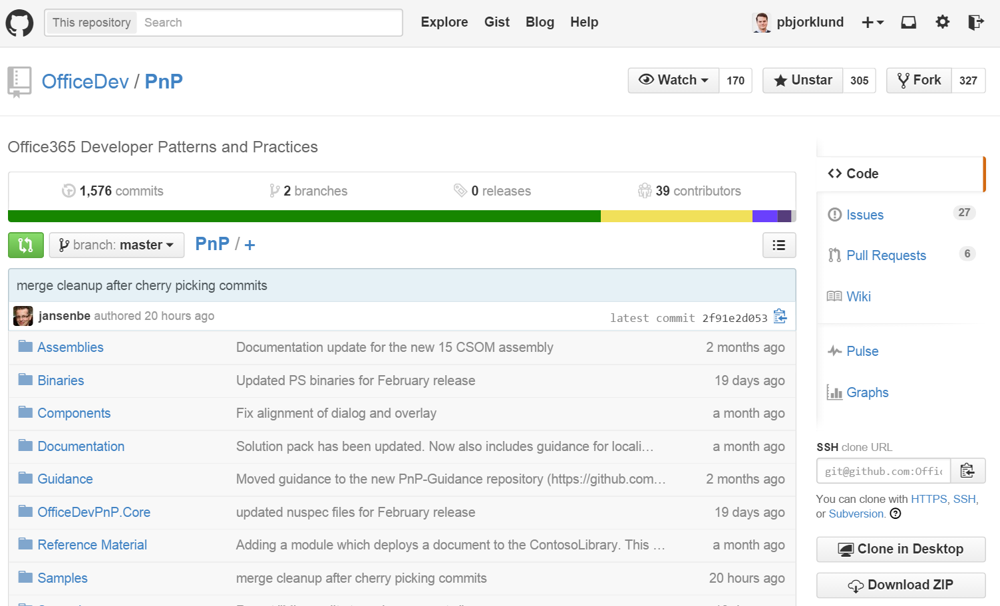 This repository Search Explore Gist Blog Help pbjorklund
OfficeDev / PnP Watch 170 Unstar 305 Fork 327
Office365 Developer Patterns and Practices
1,576 commits 2 branches 0 releases 39 contributors
branch: master PnP / +
merge cleanup after cherry picking commits
jansenbe authored 20 hours ago latest commit 2f91e2d053
Assemblies Documentation update for the new 15 CSOM assembly 2 months ago
Binaries Updated PS binaries for February release 19 days ago
Components Fix alignment of dialog and overlay a month ago
Documentation Solution pack has been updated. Now also includes guidance for locali… a month ago
Guidance Moved guidance to the new PnP-Guidance repository (https://github.com… 2 months ago
OfficeDevPnP.Core updated nuspec files for February release 19 days ago
Reference Material Adding a module which deploys a document to the ContosoLibrary. This … a month ago
Samples merge cleanup after cherry picking commits 20 hours ago
Code
Issues 27
Pull Requests 6
Wiki
Pulse
Graphs
SSH clone URL
git@github.com:Offic
You can clone with HTTPS, SSH,
or Subversion.
Clone in Desktop
Download ZIP